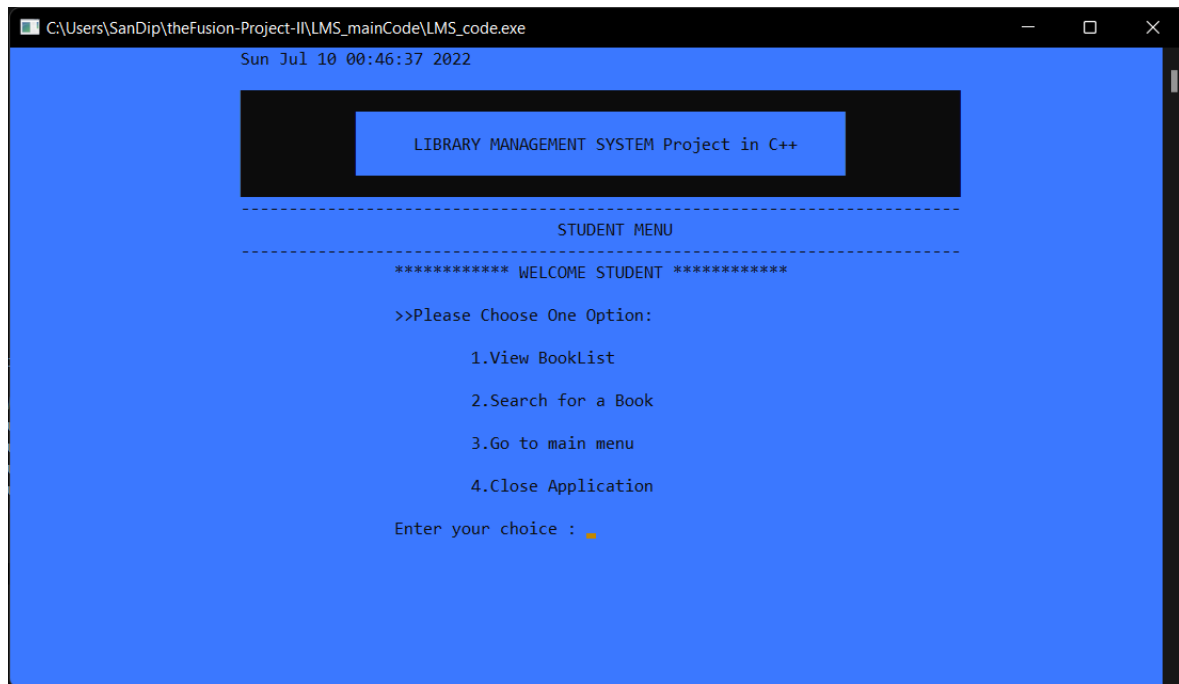 C:\Users\SanDip\theFusion-Project-II\LMS_mainCode\LMS_code.exe
Sun Jul 10 00:46:37 2022
LIBRARY MANAGEMENT SYSTEM Project in C++
---------------------------------------------------------------------------
STUDENT MENU
---------------------------------------------------------------------------
************ WELCOME STUDENT ************
>>Please Choose One Option:
1.View BookList
2.Search for a Book
3.Go to main menu
4.Close Application
Enter your choice :